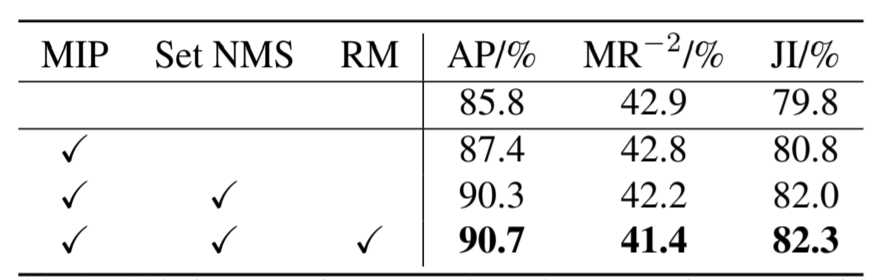 MIP Set NMS RM AP/% MR⁻²/% JI/%
85.8 42.9 79.8
✓ 87.4 42.8 80.8
✓ ✓ 90.3 42.2 82.0
✓ ✓ ✓ 90.7 41.4 82.3